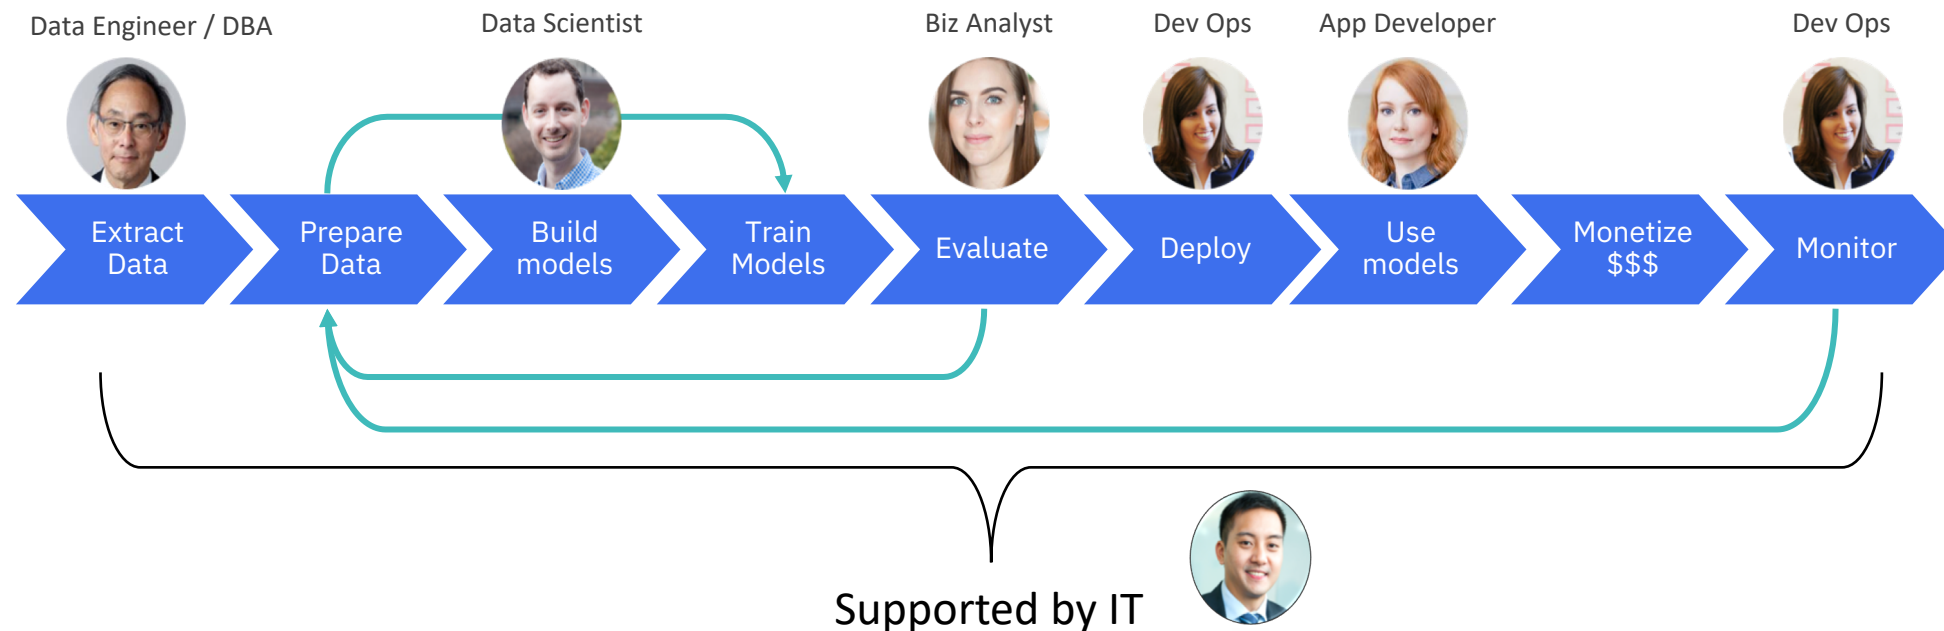 Data Engineer / DBA
Data Scientist
Biz Analyst
Dev Ops
App Developer
Dev Ops
Extract
Data
Prepare
Data
Build
models
Train
Models
Evaluate
Deploy
Use
models
Monetize
$$$
Monitor
Supported by IT